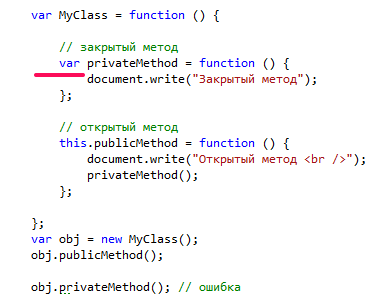 var MyClass = function () {
// закрытый метод
var privateMethod = function () {
document.write("Закрытый метод");
};
// открытый метод
this.publicMethod = function () {
document.write("Открытый метод <br />");
privateMethod();
};
};
var obj = new MyClass();
obj.publicMethod();
obj.privateMethod(); // ошибка